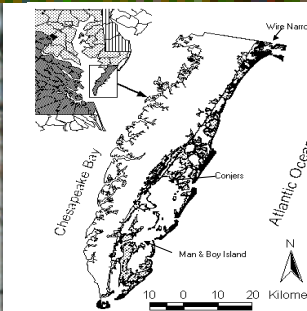 Wire Narro
Chesapeake Bay
Conjers
Atlantic Ocea
Man & Boy Island
N
10 0 10 20 Kilome